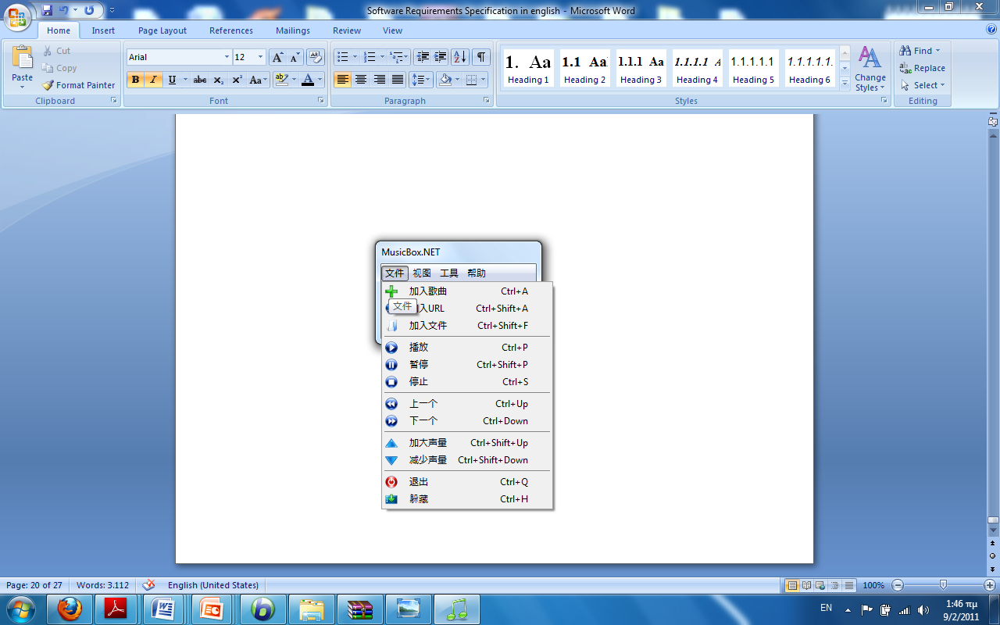 Software Requirements Specification in english - Microsoft Word
Home Insert Page Layout References Mailings Review View
Paste
Cut
Copy
Format Painter
Clipboard
Arial 12
B I U abc X₂ X² Aa
Font
Paragraph
1. Aa 1.1 Aa 1.1.1 Aa 1.1.1.1 A 1.1.1.1.1 1.1.1.1.1.
Heading 1 Heading 2 Heading 3 Heading 4 Heading 5 Heading 6
Change Styles
Styles
Find
Replace
Select
Editing
MusicBox.NET
文件 视图 工具 帮助
加入歌曲 Ctrl+A
文件
入URL Ctrl+Shift+A
加入文件 Ctrl+Shift+F
播放 Ctrl+P
暂停 Ctrl+Shift+P
停止 Ctrl+S
上一个 Ctrl+Up
下一个 Ctrl+Down
加大声量 Ctrl+Shift+Up
减少声量 Ctrl+Shift+Down
退出 Ctrl+Q
躲藏 Ctrl+H
Page: 20 of 27 Words: 3.112 English (United States) 100%
EN 1:46 πμ
9/2/2011